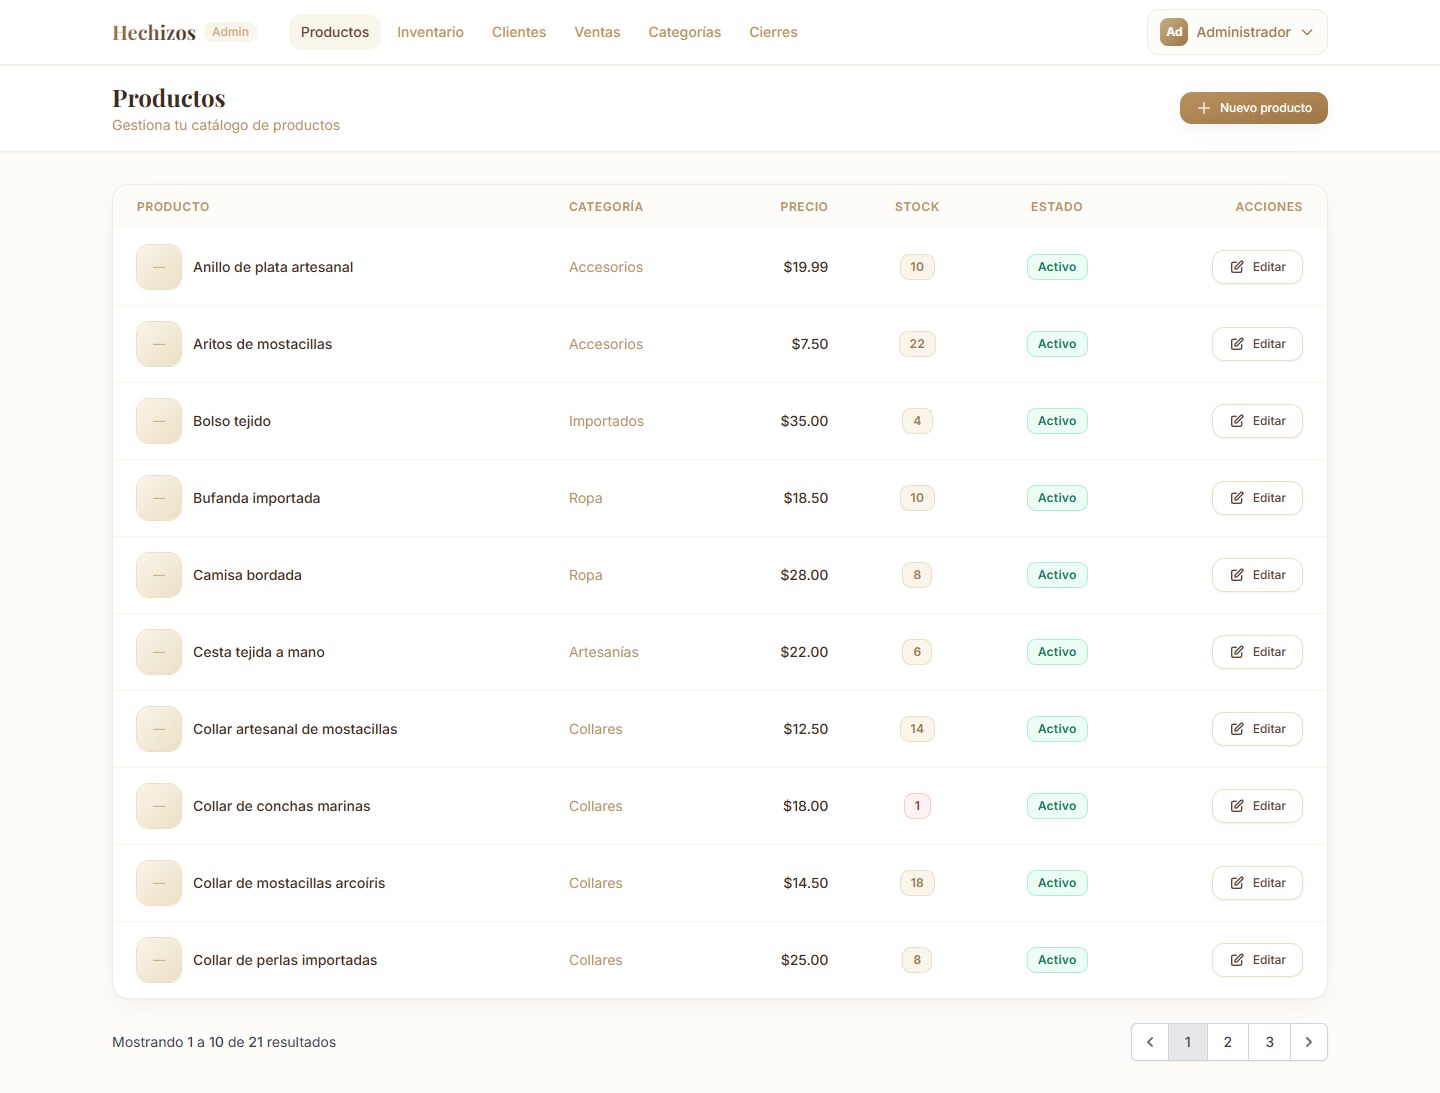 Hechizos Admin Productos Inventario Clientes Ventas Categorías Cierres Ad Administrador
Productos
Gestiona tu catálogo de productos
Nuevo producto
PRODUCTO CATEGORÍA PRECIO STOCK ESTADO ACCIONES
— Anillo de plata artesanal Accesorios $19.99 10 Activo Editar
— Aritos de mostacillas Accesorios $7.50 22 Activo Editar
— Bolso tejido Importados $35.00 4 Activo Editar
— Bufanda importada Ropa $18.50 10 Activo Editar
— Camisa bordada Ropa $28.00 8 Activo Editar
— Cesta tejida a mano Artesanías $22.00 6 Activo Editar
— Collar artesanal de mostacillas Collares $12.50 14 Activo Editar
— Collar de conchas marinas Collares $18.00 1 Activo Editar
— Collar de mostacillas arcoíris Collares $14.50 18 Activo Editar
— Collar de perlas importadas Collares $25.00 8 Activo Editar
Mostrando 1 a 10 de 21 resultados 1 2 3